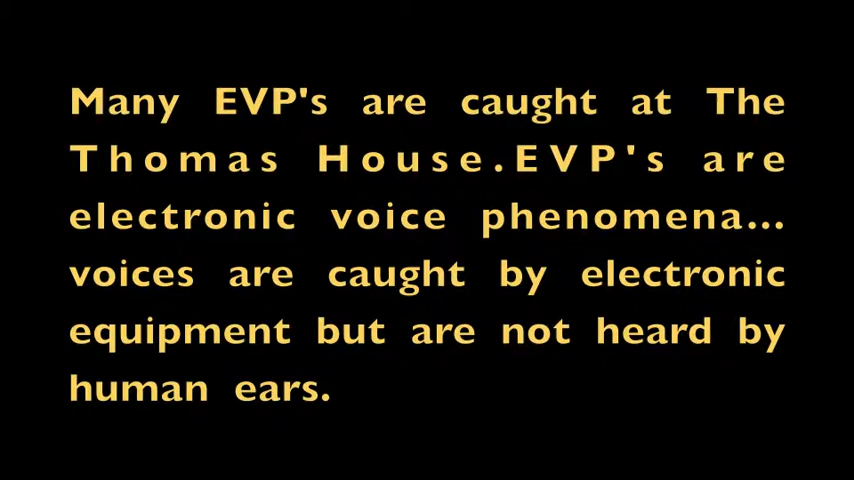 Many EVP's are caught at The
Thomas House.EVP's are
electronic voice phenomena...
voices are caught by electronic
equipment but are not heard by
human ears.